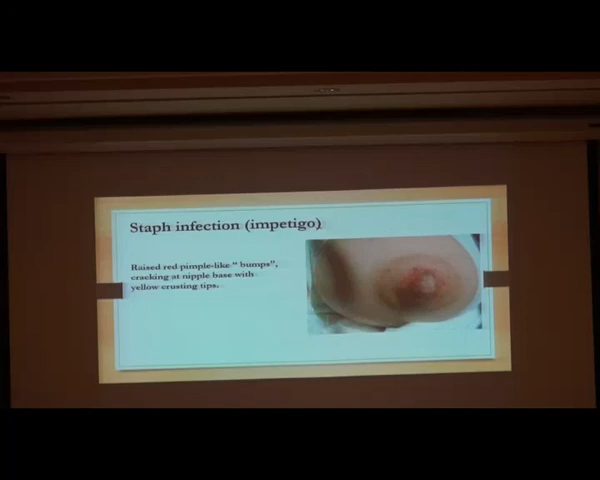 Staph infection (impetigo)
Raised red pimple-like “ bumps”,
cracking at nipple base with
yellow crusting tips.